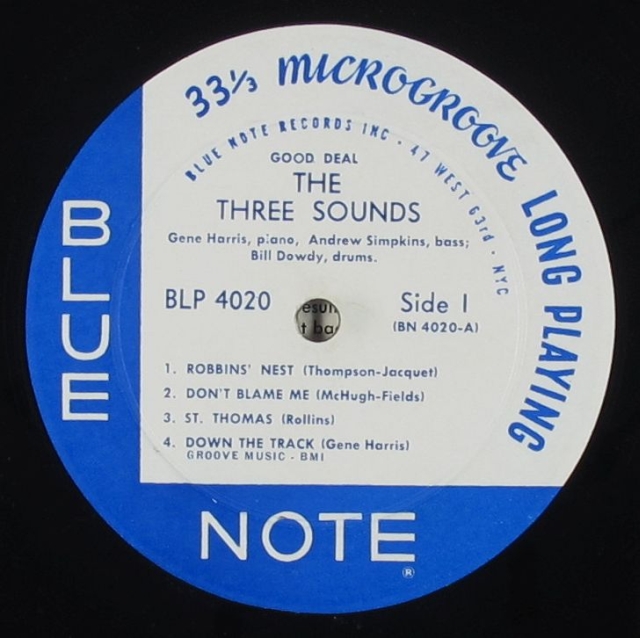 33⅓ MICROGROOVE LONG PLAYING
BLUE NOTE RECORDS INC · 47 WEST 63rd · NYC
GOOD DEAL
THE
THREE SOUNDS
Gene Harris, piano, Andrew Simpkins, bass;
Bill Dowdy, drums.
BLP 4020
Side 1
(BN 4020-A)
1. ROBBINS' NEST (Thompson-Jacquet)
2. DON'T BLAME ME (McHugh-Fields)
3. ST. THOMAS (Rollins)
4. DOWN THE TRACK (Gene Harris)
GROOVE MUSIC - BMI
BLUE
NOTE
®